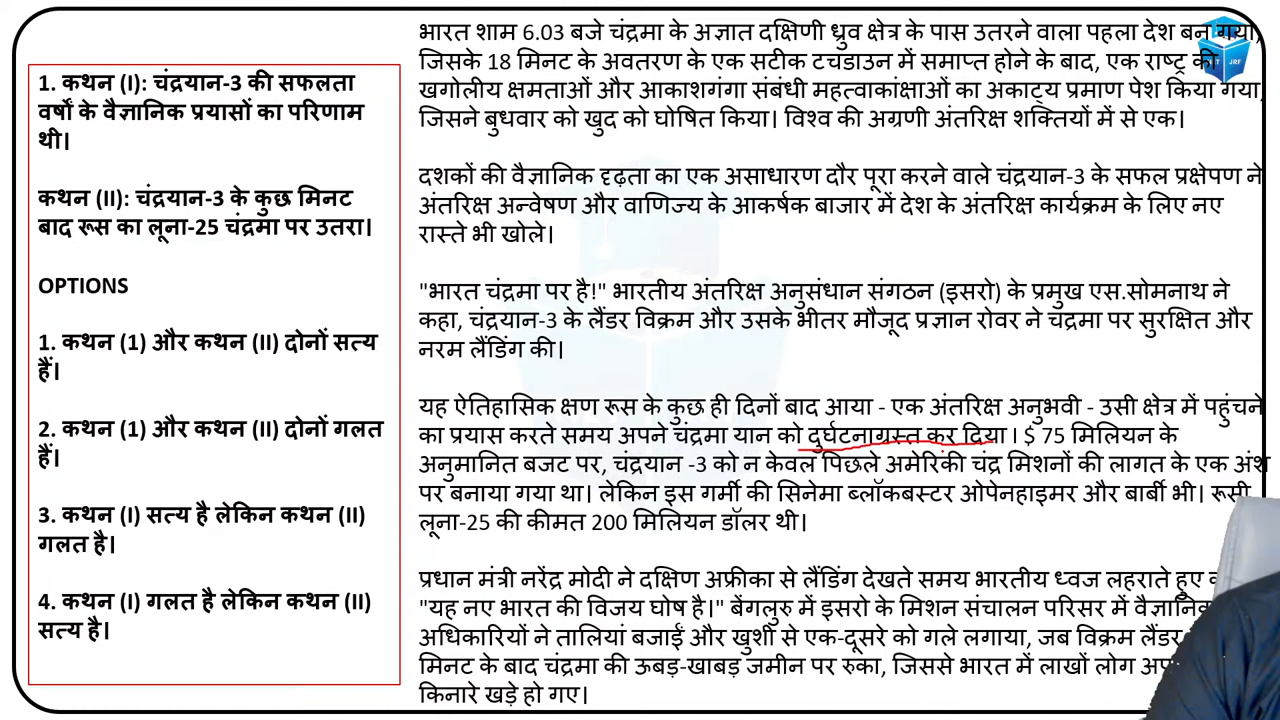 1. कथन (I): चंद्रयान-3 की सफलता
वर्षों के वैज्ञानिक प्रयासों का परिणाम
थी।
कथन (II): चंद्रयान-3 के कुछ मिनट
बाद रूस का लूना-25 चंद्रमा पर उतरा।
OPTIONS
1. कथन (1) और कथन (II) दोनों सत्य
हैं।
2. कथन (1) और कथन (II) दोनों गलत
हैं।
3. कथन (I) सत्य है लेकिन कथन (II)
गलत है।
4. कथन (I) गलत है लेकिन कथन (II)
सत्य है।
भारत शाम 6.03 बजे चंद्रमा के अज्ञात दक्षिणी ध्रुव क्षेत्र के पास उतरने वाला पहला देश बन गया,
जिसके 18 मिनट के अवतरण के एक सटीक टचडाउन में समाप्त होने के बाद, एक राष्ट्र की
खगोलीय क्षमताओं और आकाशगंगा संबंधी महत्वाकांक्षाओं का अकाट्य प्रमाण पेश किया गया,
जिसने बुधवार को खुद को घोषित किया। विश्व की अग्रणी अंतरिक्ष शक्तियों में से एक।
दशकों की वैज्ञानिक दृढ़ता का एक असाधारण दौर पूरा करने वाले चंद्रयान-3 के सफल प्रक्षेपण ने
अंतरिक्ष अन्वेषण और वाणिज्य के आकर्षक बाजार में देश के अंतरिक्ष कार्यक्रम के लिए नए
रास्ते भी खोले।
"भारत चंद्रमा पर है!" भारतीय अंतरिक्ष अनुसंधान संगठन (इसरो) के प्रमुख एस.सोमनाथ ने
कहा, चंद्रयान-3 के लैंडर विक्रम और उसके भीतर मौजूद प्रज्ञान रोवर ने चंद्रमा पर सुरक्षित और
नरम लैंडिंग की।
यह ऐतिहासिक क्षण रूस के कुछ ही दिनों बाद आया - एक अंतरिक्ष अनुभवी - उसी क्षेत्र में पहुंचने
का प्रयास करते समय अपने चंद्रमा यान को दुर्घटनाग्रस्त कर दिया। $ 75 मिलियन के
अनुमानित बजट पर, चंद्रयान -3 को न केवल पिछले अमेरिकी चंद्र मिशनों की लागत के एक अंश
पर बनाया गया था। लेकिन इस गर्मी की सिनेमा ब्लॉकबस्टर ओपेनहाइमर और बार्बी भी। रूसी
लूना-25 की कीमत 200 मिलियन डॉलर थी।
प्रधान मंत्री नरेंद्र मोदी ने दक्षिण अफ्रीका से लैंडिंग देखते समय भारतीय ध्वज लहराते हुए
"यह नए भारत की विजय घोष है।" बेंगलुरु में इसरो के मिशन संचालन परिसर में
अधिकारियों ने तालियां बजाईं और खुशी से एक-दूसरे को गले लगाया, जब विक्रम लैंडर
मिनट के बाद चंद्रमा की ऊबड़-खाबड़ जमीन पर रुका, जिससे भारत में लाखों लोग
किनारे खड़े हो गए।